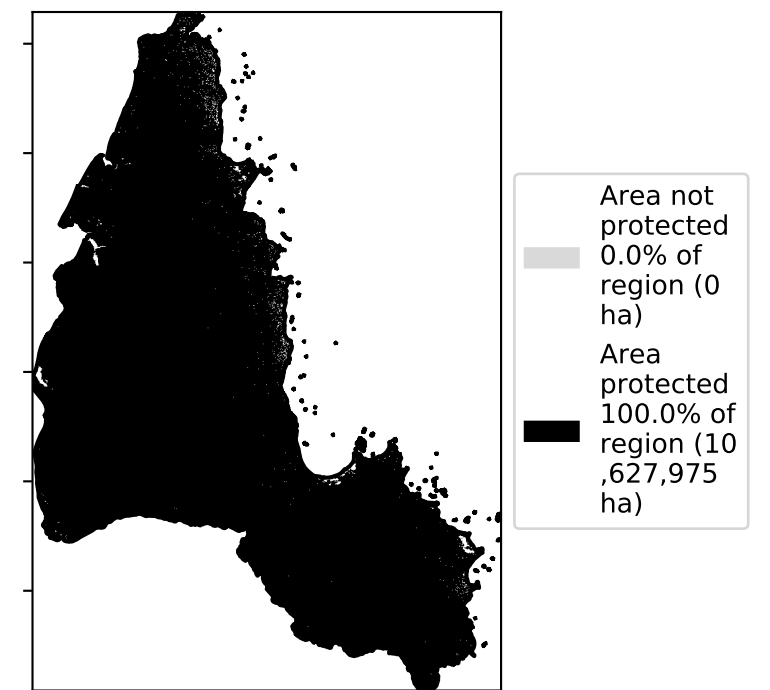 Area not
protected
0.0% of
region (0
ha)
Area
protected
100.0% of
region (10
,627,975
ha)